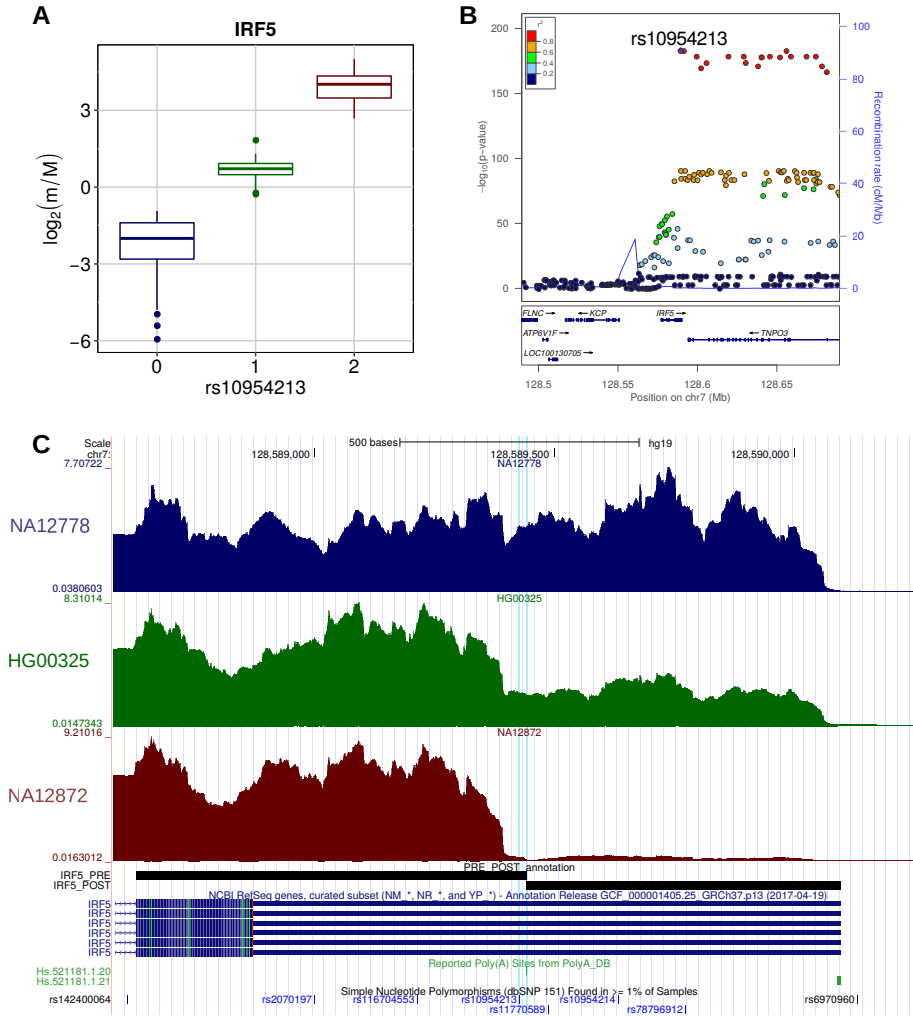 A
IRF5
3
0
−3
−6
log2(m/M)
0 1 2
rs10954213
B
r²
0.8
0.6
0.4
0.2
rs10954213
200
150
100
50
0
−log10(p−value)
100
80
60
40
20
0
Recombination rate (cM/Mb)
FLNC KCP IRF5
ATP6V1F TNPO3
LOC100130705
128.5 128.55 128.6 128.65
Position on chr7 (Mb)
C
Scale 500 bases hg19
chr7: 128,589,000 128,589,500 128,590,000
7.70722 _ NA12778
NA12778
0.0380603
8.31014 HG00325
HG00325
0.0147343
9.21016 _ NA12872
NA12872
0.0163012 _
PRE_POST_annotation
IRF5_PRE
IRF5_POST
NCBI RefSeq genes, curated subset (NM_*, NR_*, and YP_*) - Annotation Release GCF_000001405.25_GRCh37.p13 (2017-04-19)
IRF5
IRF5
IRF5
IRF5
IRF5
IRF5
Reported Poly(A) Sites from PolyA_DB
Hs.521181.1.20
Hs.521181.1.21
Simple Nucleotide Polymorphisms (dbSNP 151) Found in >= 1% of Samples
rs142400064 rs2070197 rs116704553 rs10954213 rs10954214 rs6970960
rs11770589 rs78796912